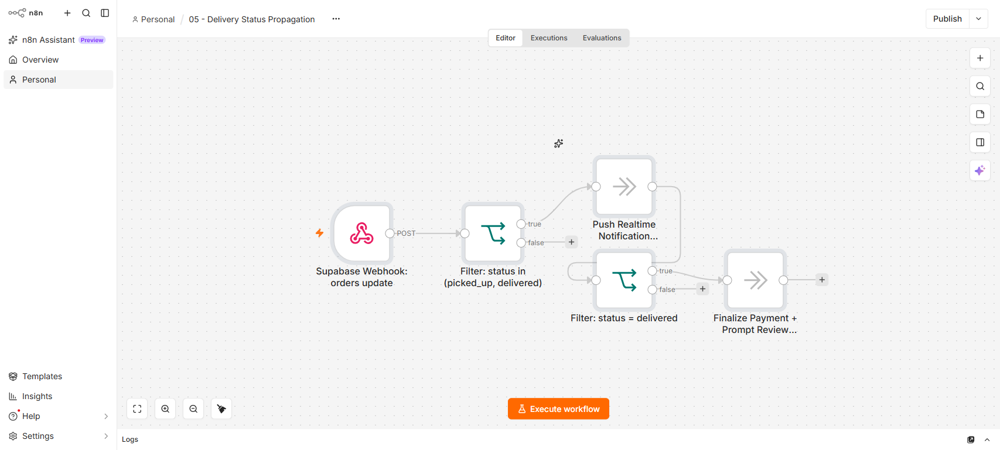 n8n
Personal / 05 - Delivery Status Propagation ...
Publish
Editor
Executions
Evaluations
n8n Assistant Preview
Overview
Personal
POST
Supabase Webhook:
orders update
true
false
Filter: status in
(picked_up, delivered)
Push Realtime
Notification...
true
false
Filter: status = delivered
Finalize Payment +
Prompt Review...
Templates
Insights
Help
Settings
Execute workflow
Logs